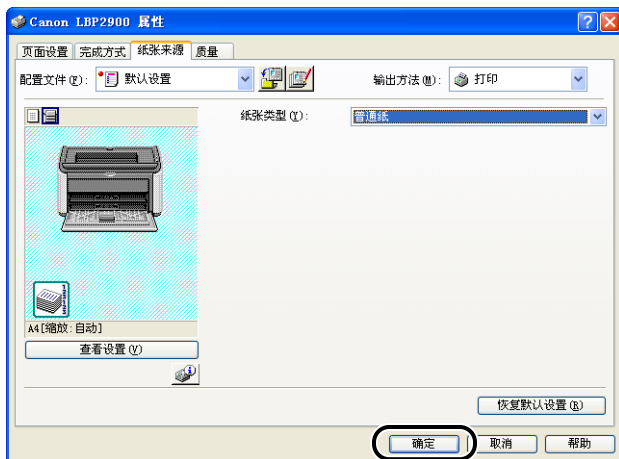 Canon LBP2900 属性
页面设置 完成方式 纸张来源 质量
配置文件(F): 默认设置 输出方法(M): 打印
纸张类型(Y): 普通纸
A4[缩放:自动]
查看设置(V)
恢复默认设置(R)
确定 取消 帮助